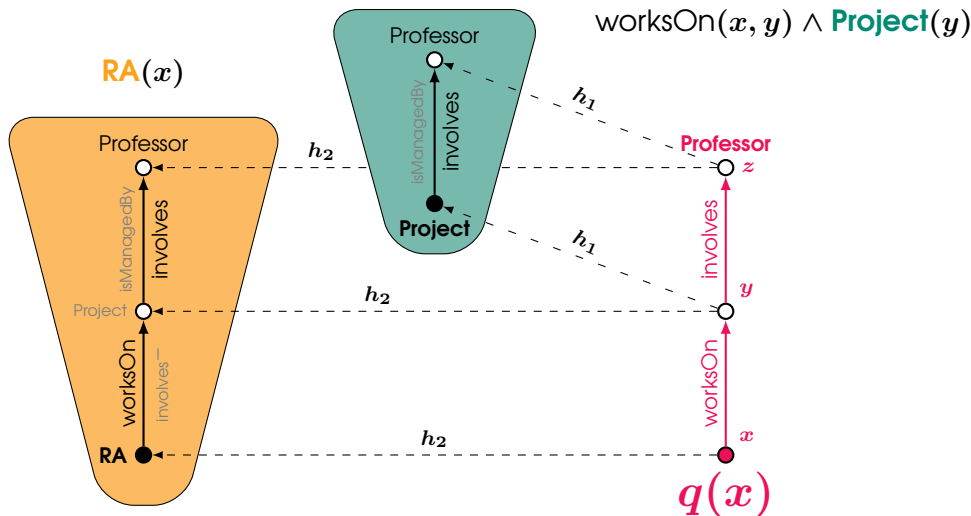 worksOn(x, y) ∧ Project(y)
RA(x)
Professor
isManagedBy
involves
Project
Professor
isManagedBy
involves
Project
worksOn
involves⁻
RA
h₁
h₂
h₁
h₂
h₂
Professor
z
involves
y
worksOn
x
q(x)